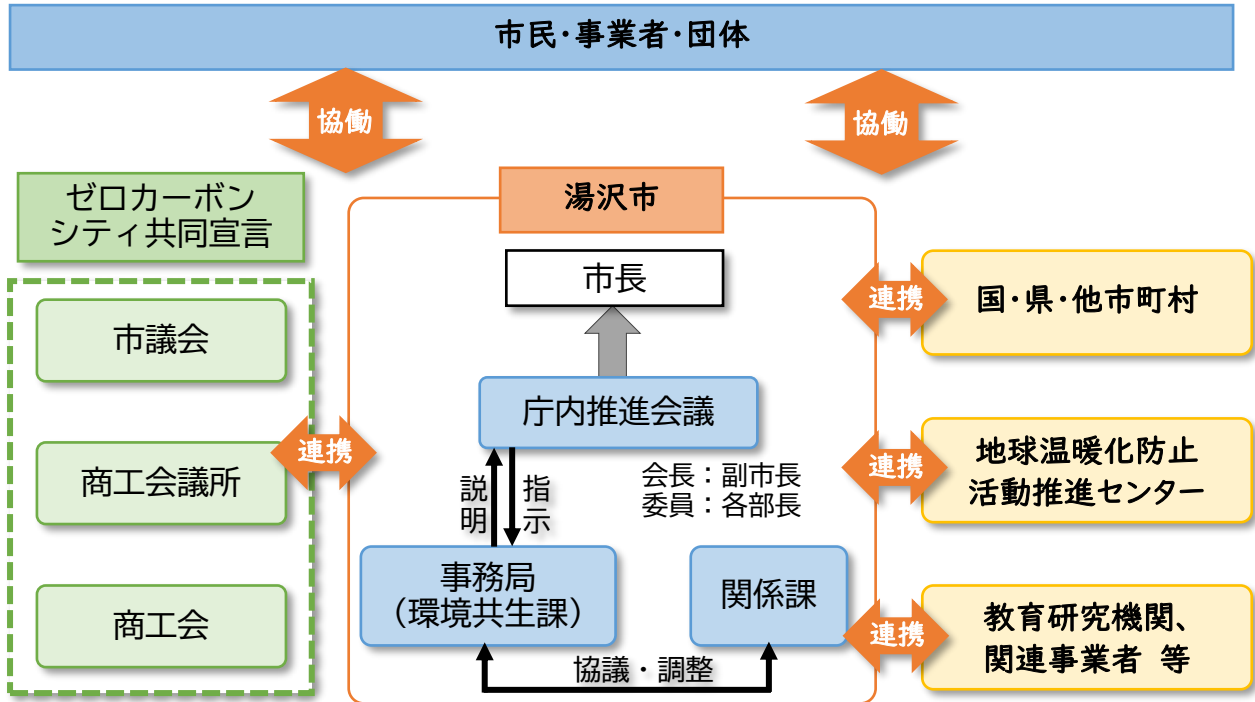 市民・事業者・団体
協働
協働
ゼロカーボン
シティ共同宣言
市議会
商工会議所
商工会
連携
湯沢市
市長
庁内推進会議
説明
指示
会長：副市長
委員：各部長
事務局
（環境共生課）
関係課
協議・調整
連携
国・県・他市町村
連携
地球温暖化防止
活動推進センター
連携
教育研究機関、
関連事業者 等